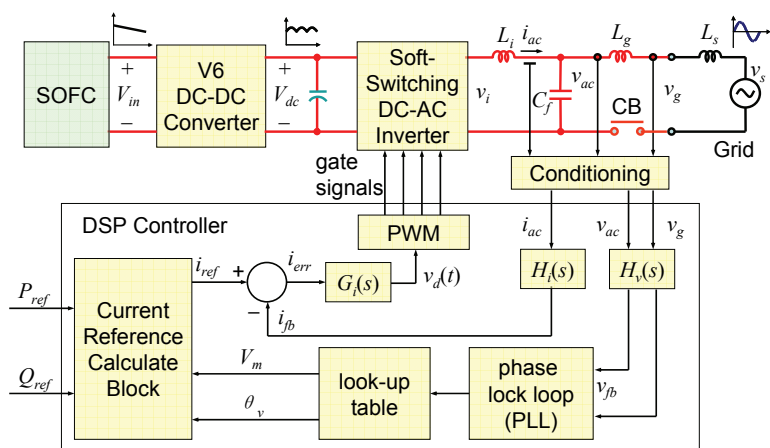 SOFC
+
V_in
−
V6
DC-DC
Converter
+
V_dc
−
Soft-
Switching
DC-AC
Inverter
L_i
i_ac
v_i
C_f
v_ac
L_g
v_g
CB
L_s
v_s
Grid
gate
signals
Conditioning
DSP Controller
PWM
i_ac
v_ac
v_g
P_ref
Q_ref
Current
Reference
Calculate
Block
i_ref
+
−
i_err
G_i(s)
v_d(t)
H_i(s)
H_v(s)
i_fb
V_m
θ_v
look-up
table
phase
lock loop
(PLL)
v_fb